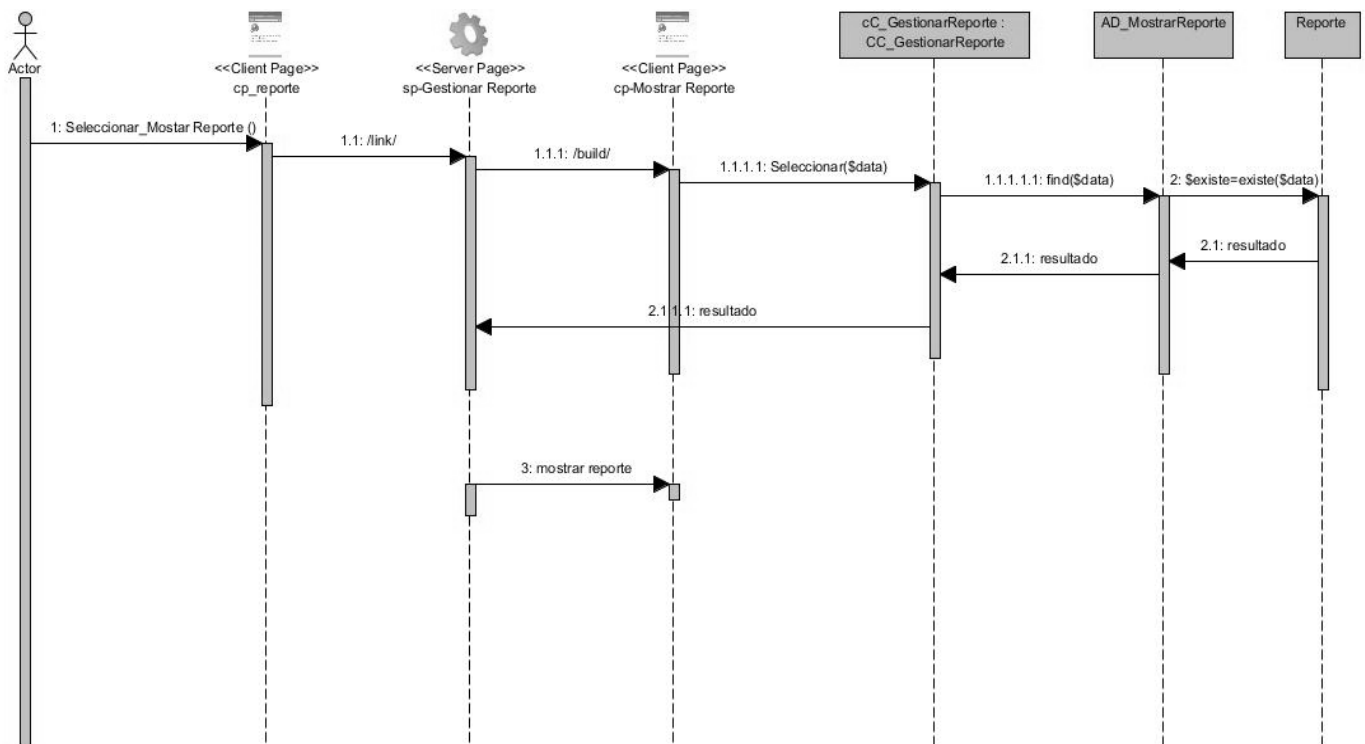 cC_GestionarReporte :
CC_GestionarReporte
AD_MostrarReporte
Reporte
Actor
<<Client Page>>
cp_reporte
<<Server Page>>
sp-Gestionar Reporte
<<Client Page>>
cp-Mostrar Reporte
1: Seleccionar_Mostar Reporte ()
1.1: /link/
1.1.1: /build/
1.1.1.1: Seleccionar($data)
1.1.1.1.1: find($data)
2: $existe=existe($data)
2.1: resultado
2.1.1: resultado
2.1.1.1: resultado
3: mostrar reporte